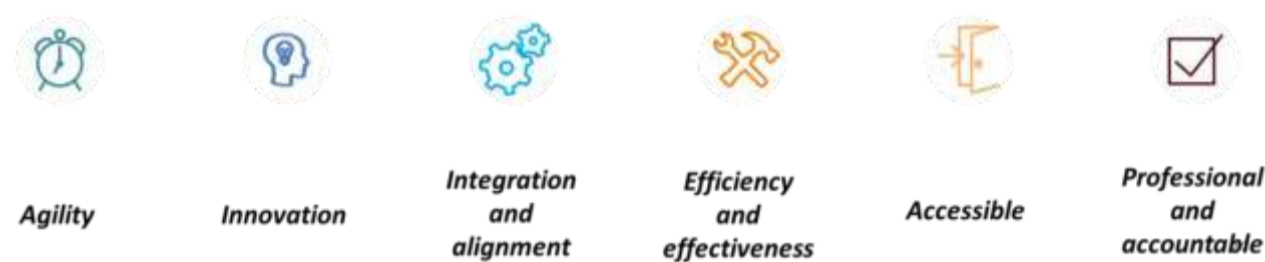 Agility
Innovation
Integration
and
alignment
Efficiency
and
effectiveness
Accessible
Professional
and
accountable